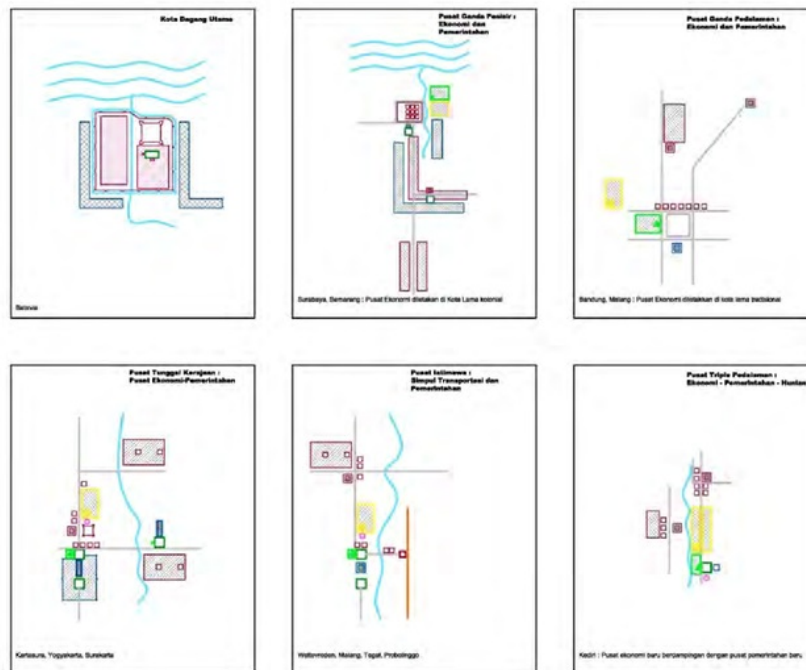 Kota Dagang Utama
Batavia
Pusat Ganda Pesisir :
Ekonomi dan
Pemerintahan
Surabaya, Semarang : Pusat Ekonomi diletakan di Kota Lama kolonial
Pusat Ganda Pedalaman :
Ekonomi dan Pemerintahan
Bandung, Malang : Pusat Ekonomi diletakkan di kota lama tradisional
Pusat Tunggal Kerajaan :
Pusat Ekonomi-Pemerintahan
Kartasura, Yogyakarta, Surakarta
Pusat Istimewa :
Simpul Transportasi dan
Pemerintahan
Weltevreden, Malang, Tegal, Probolinggo
Pusat Triple Pedalaman :
Ekonomi - Pemerintahan - Hunian
Kediri : Pusat ekonomi baru berdampingan dengan pusat pemerintahan baru